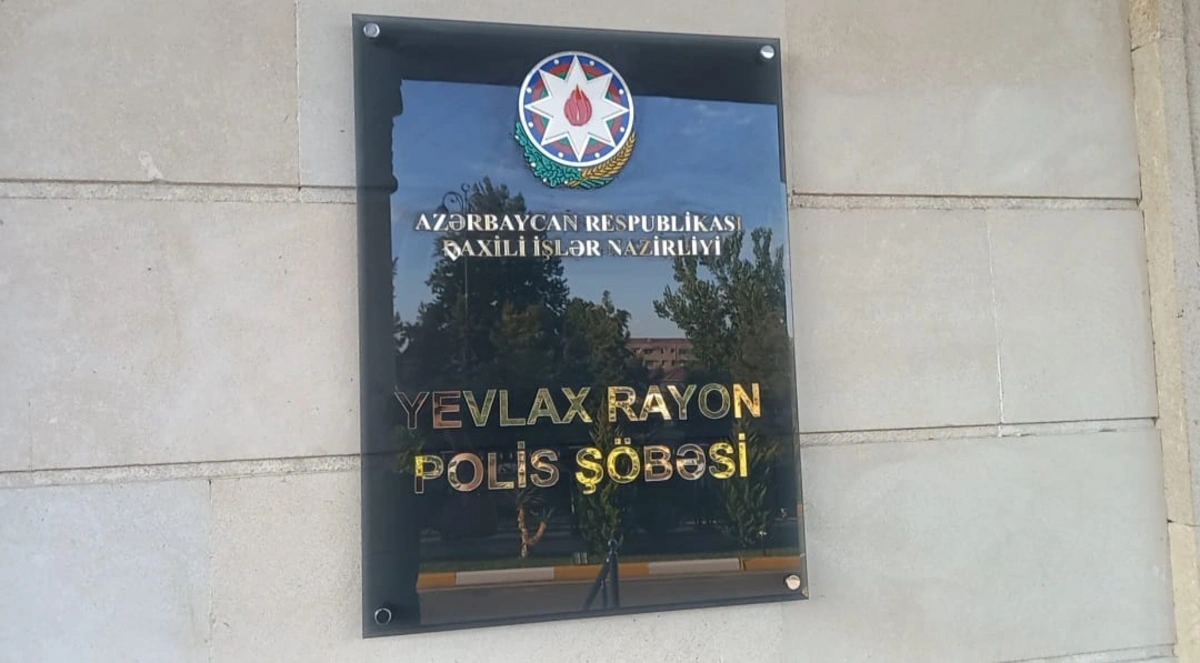 AZƏRBAYCAN RESPUBLİKASI
DAXİLİ İŞLƏR NAZİRLİYİ
YEVLAX RAYON
POLİS ŞÖBƏSİ